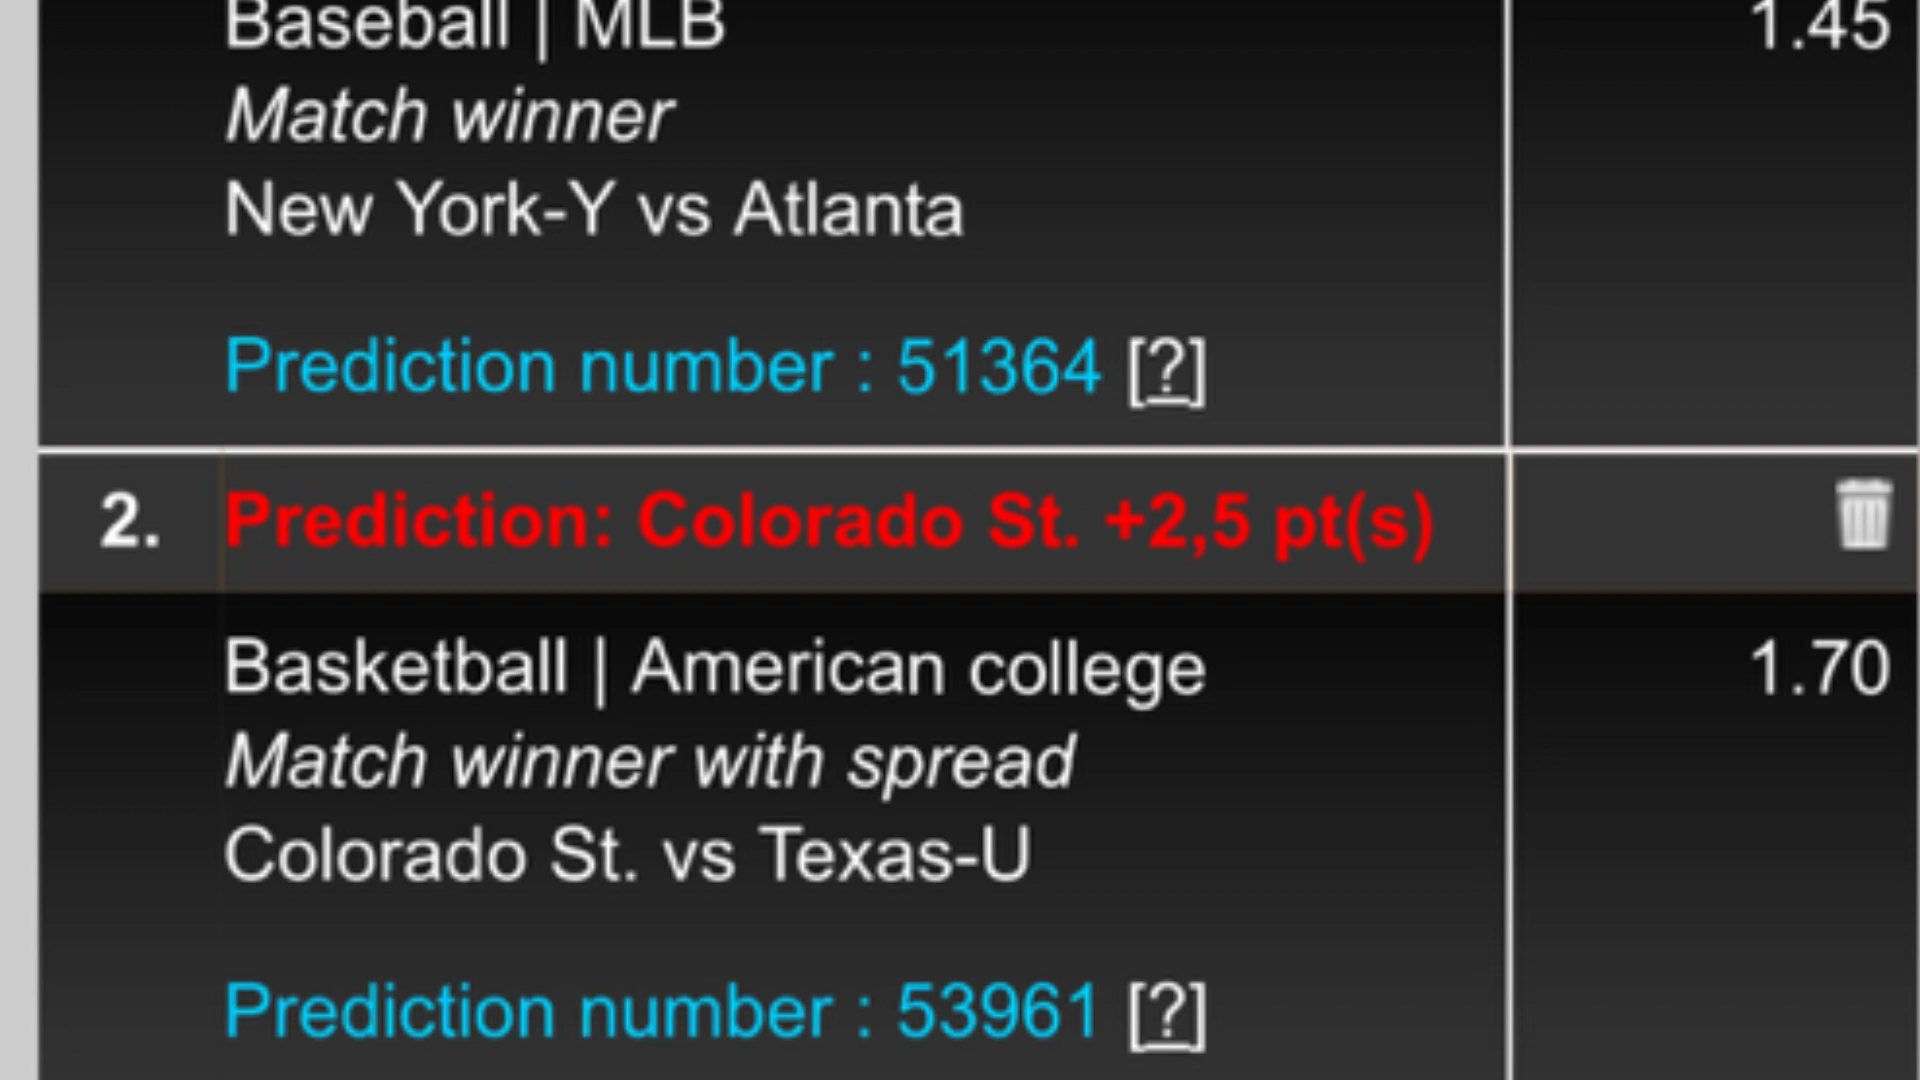 Baseball | MLB 1.45
Match winner
New York-Y vs Atlanta
Prediction number : 51364 [?]
2. Prediction: Colorado St. +2,5 pt(s)
Basketball | American college 1.70
Match winner with spread
Colorado St. vs Texas-U
Prediction number : 53961 [?]